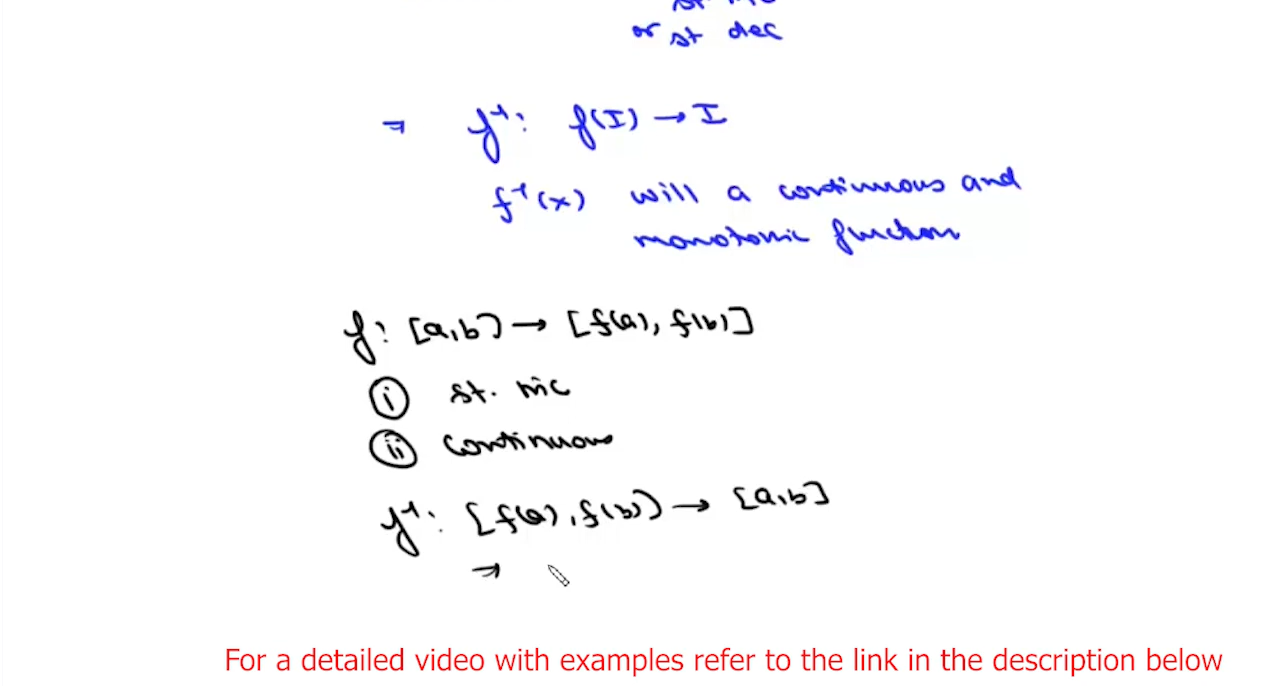 or st dec
⇒ f⁻¹: f(I) → I
f⁻¹(x) will a continuous and
monotonic function
f: [a,b] → [f(a), f(b)]
(i) st. inc
(ii) continuous
f⁻¹: [f(a), f(b)] → [a,b]
⇒
For a detailed video with examples refer to the link in the description below